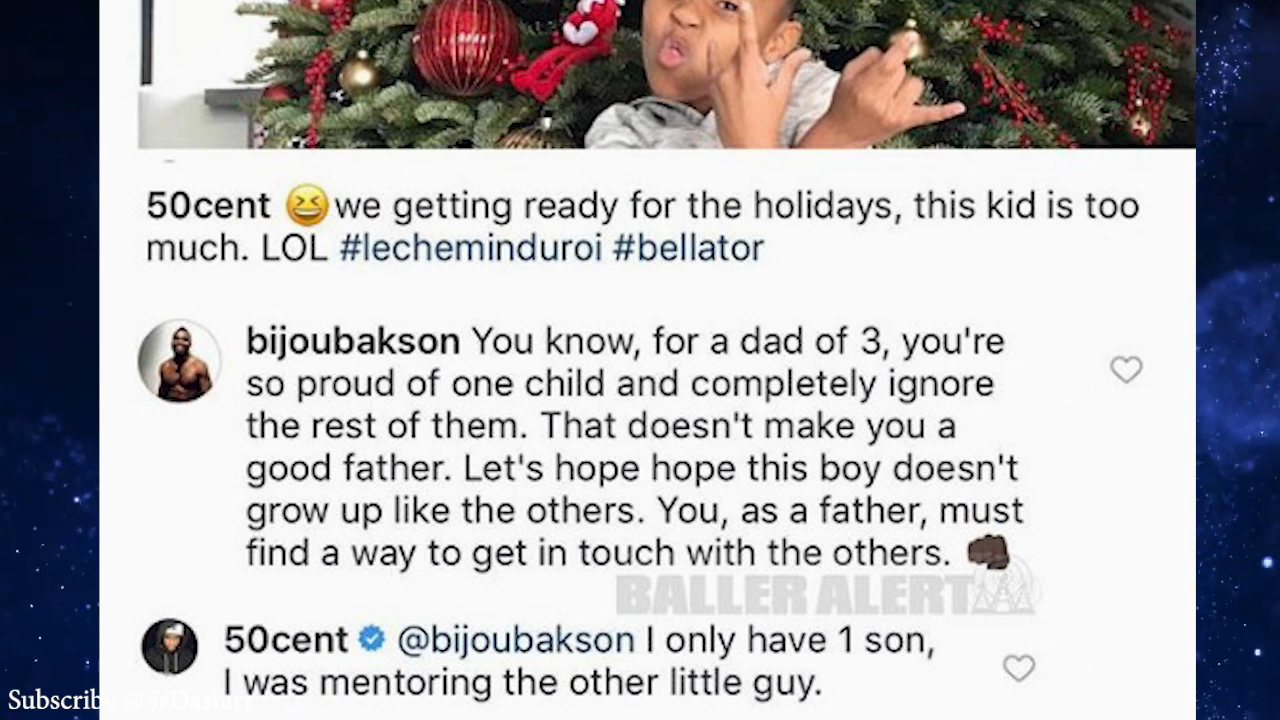 50cent 😆 we getting ready for the holidays, this kid is too
much. LOL #lecheminduroi #bellator
bijoubakson You know, for a dad of 3, you're
so proud of one child and completely ignore
the rest of them. That doesn't make you a
good father. Let's hope hope this boy doesn't
grow up like the others. You, as a father, must
find a way to get in touch with the others. 👊🏿
BALLER ALERT
50cent @bijoubakson I only have 1 son,
I was mentoring the other little guy.
Subscribe @